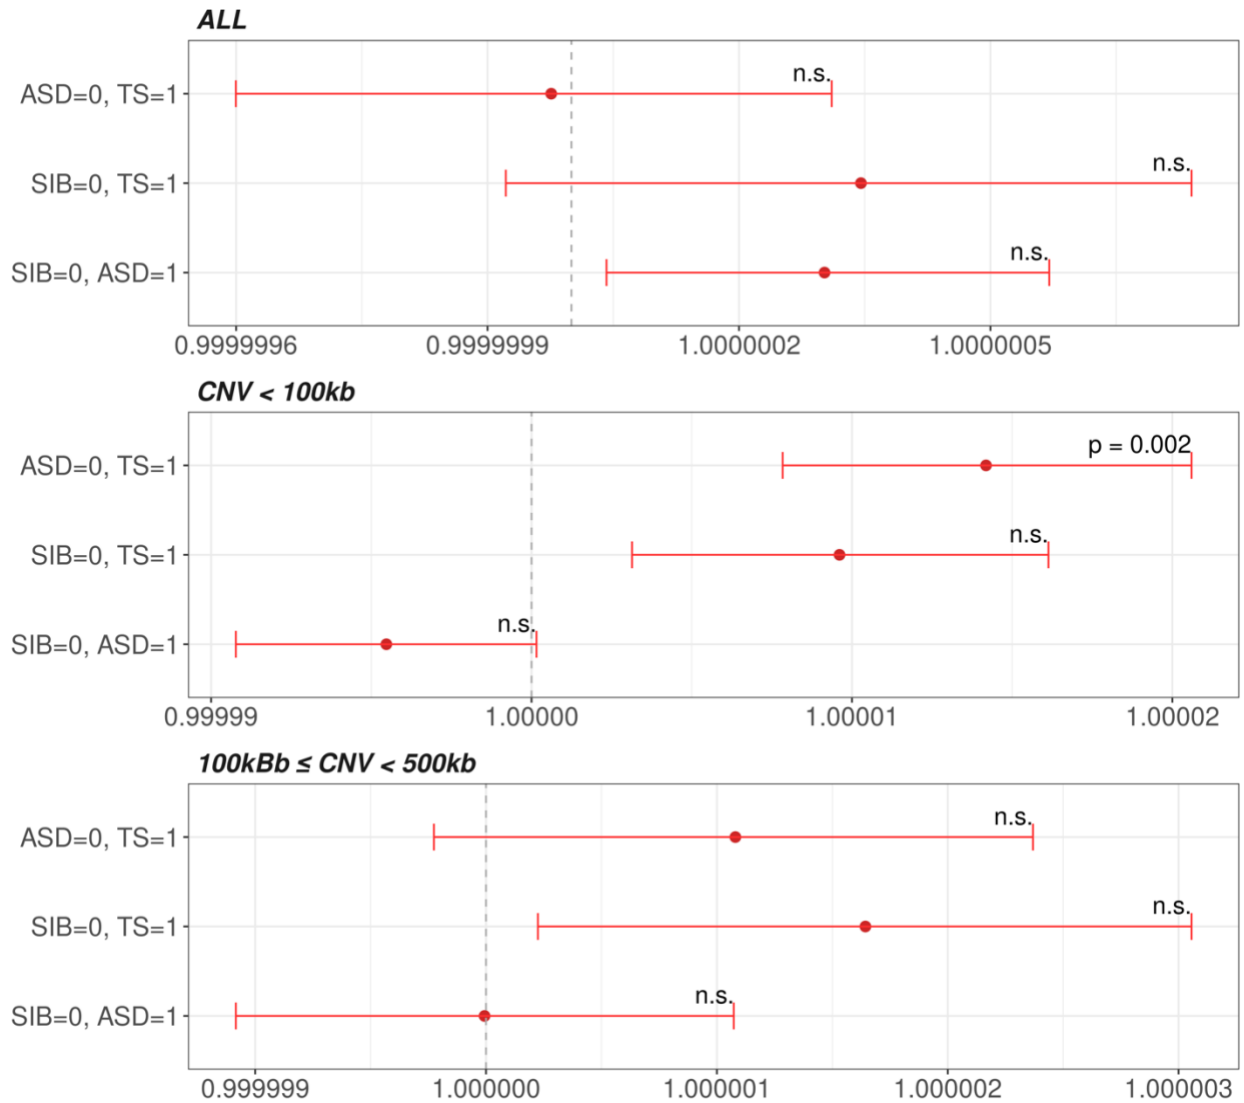 ALL
ASD=0, TS=1
n.s.
SIB=0, TS=1
n.s.
SIB=0, ASD=1
n.s.
0.9999996 0.9999999 1.0000002 1.0000005
CNV < 100kb
ASD=0, TS=1
p = 0.002
SIB=0, TS=1
n.s.
SIB=0, ASD=1
n.s.
0.99999 1.00000 1.00001 1.00002
100kBb ≤ CNV < 500kb
ASD=0, TS=1
n.s.
SIB=0, TS=1
n.s.
SIB=0, ASD=1
n.s.
0.999999 1.000000 1.000001 1.000002 1.000003